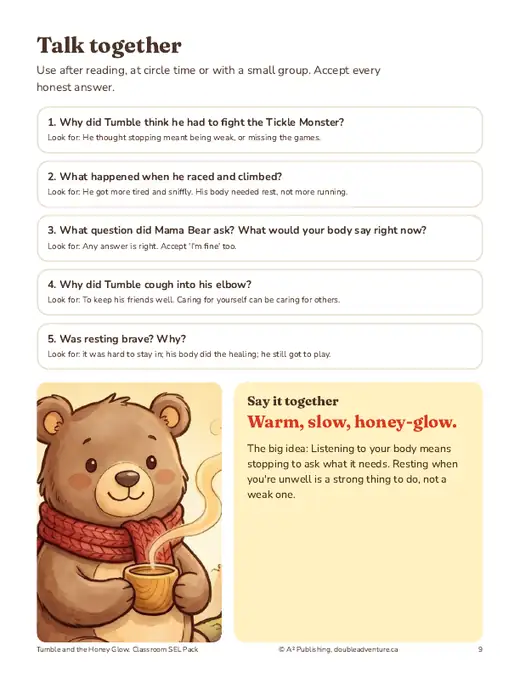 Talk together
Use after reading, at circle time or with a small group. Accept every
honest answer.
1. Why did Tumble think he had to fight the Tickle Monster?
Look for: He thought stopping meant being weak, or missing the games.
2. What happened when he raced and climbed?
Look for: He got more tired and sniffly. His body needed rest, not more running.
3. What question did Mama Bear ask? What would your body say right now?
Look for: Any answer is right. Accept 'I'm fine' too.
4. Why did Tumble cough into his elbow?
Look for: To keep his friends well. Caring for yourself can be caring for others.
5. Was resting brave? Why?
Look for: it was hard to stay in; his body did the healing; he still got to play.
Say it together
Warm, slow, honey-glow.
The big idea: Listening to your body means
stopping to ask what it needs. Resting when
you're unwell is a strong thing to do, not a
weak one.
Tumble and the Honey Glow. Classroom SEL Pack
© A² Publishing, doubleadventure.ca
9